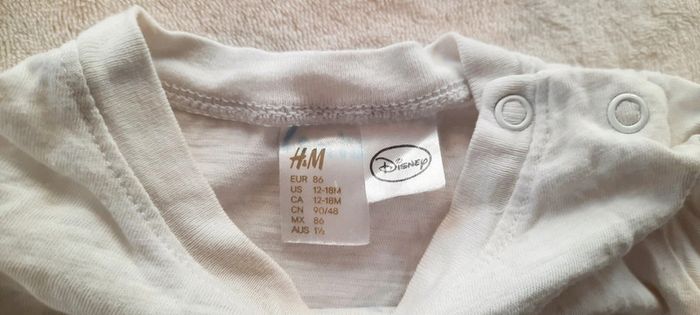 H&M
EUR 86
US 12-18M
CA 12-18M
CN 90/48
MX 86
AUS 1½
Disney